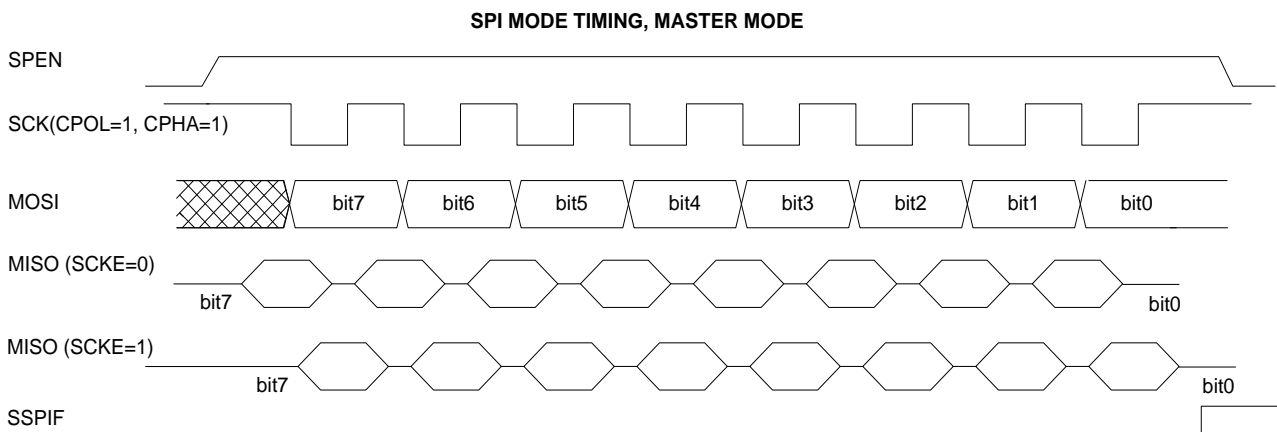 SPI MODE TIMING, MASTER MODE
SPEN
SCK(CPOL=1, CPHA=1)
MOSI
bit7 bit6 bit5 bit4 bit3 bit2 bit1 bit0
MISO (SCKE=0)
bit7 bit0
MISO (SCKE=1)
bit7 bit0
SSPIF